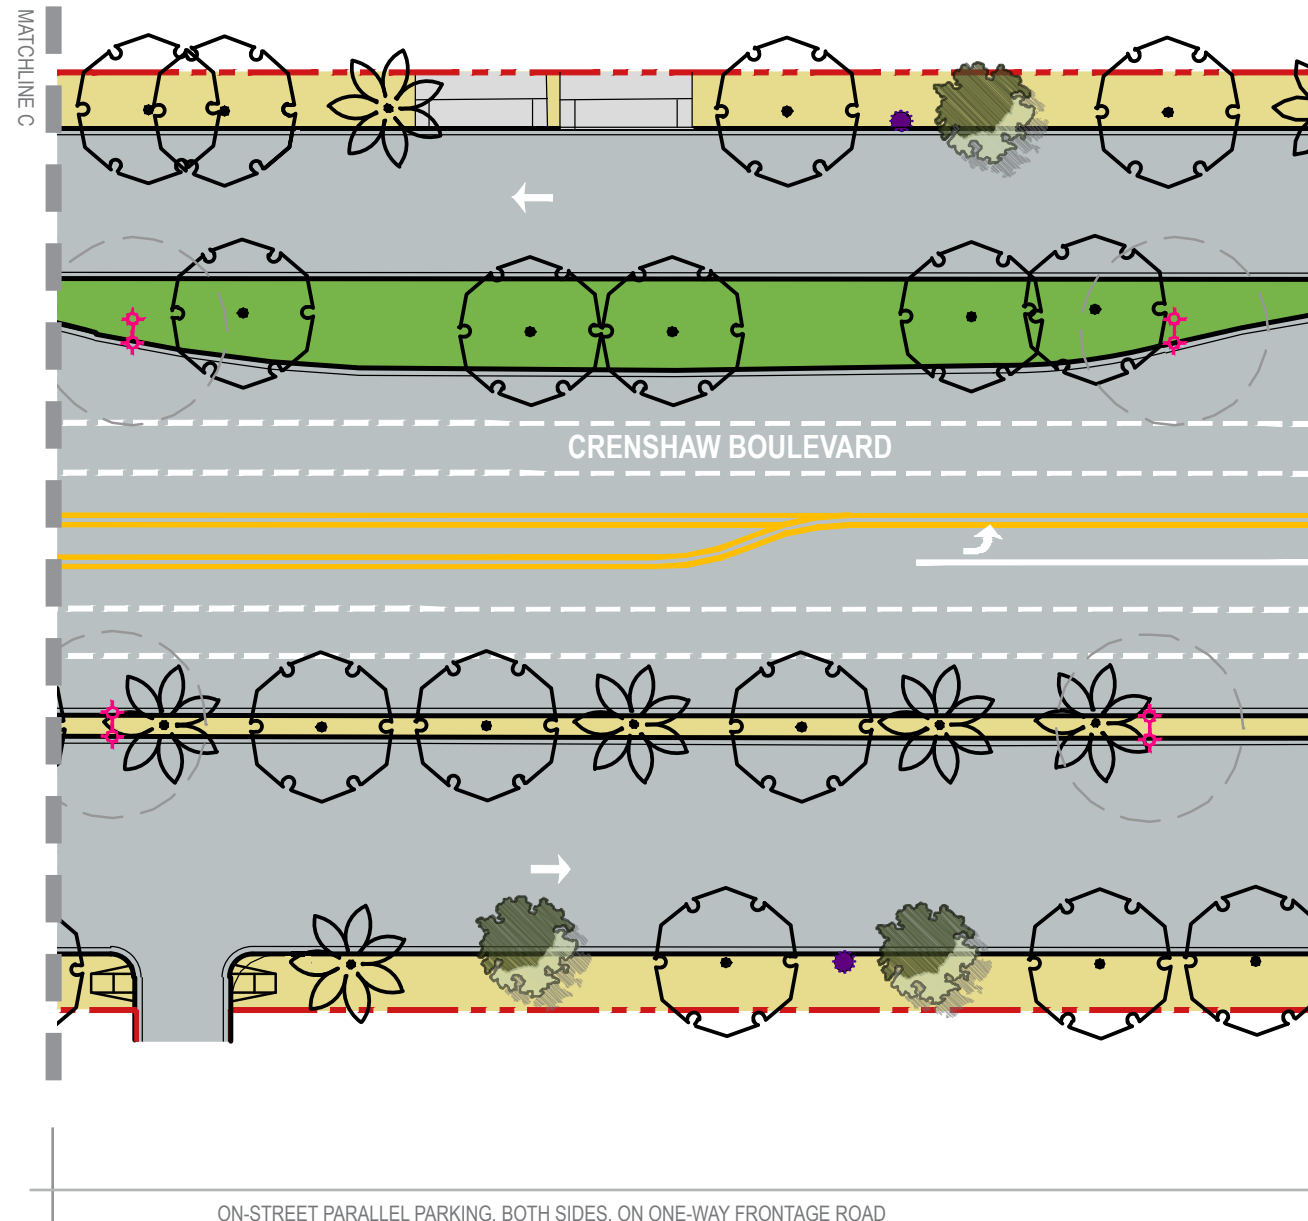 MATCHLINE C
CRENSHAW BOULEVARD
ON-STREET PARALLEL PARKING, BOTH SIDES, ON ONE-WAY FRONTAGE ROAD